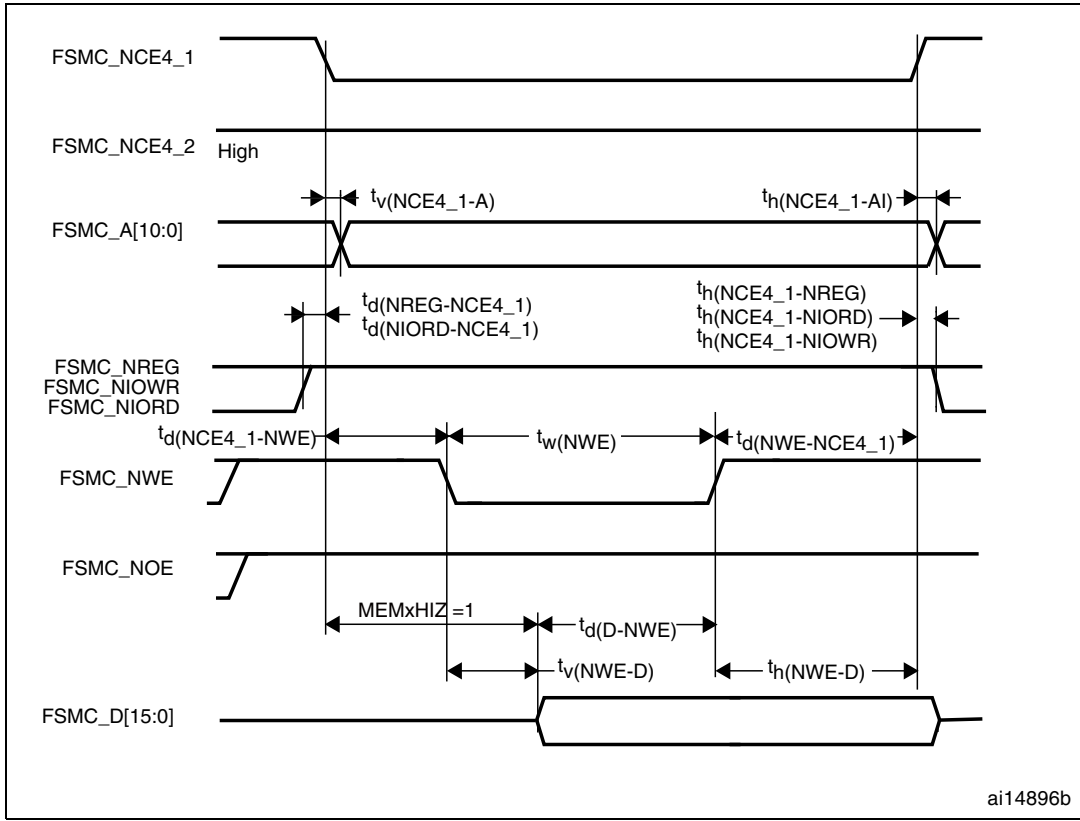 FSMC_NCE4_1
FSMC_NCE4_2 High
tv(NCE4_1-A)
th(NCE4_1-AI)
FSMC_A[10:0]
td(NREG-NCE4_1)
td(NIORD-NCE4_1)
th(NCE4_1-NREG)
th(NCE4_1-NIORD)
th(NCE4_1-NIOWR)
FSMC_NREG
FSMC_NIOWR
FSMC_NIORD
td(NCE4_1-NWE) tw(NWE) td(NWE-NCE4_1)
FSMC_NWE
FSMC_NOE
MEMxHIZ =1
td(D-NWE)
tv(NWE-D) th(NWE-D)
FSMC_D[15:0]
ai14896b